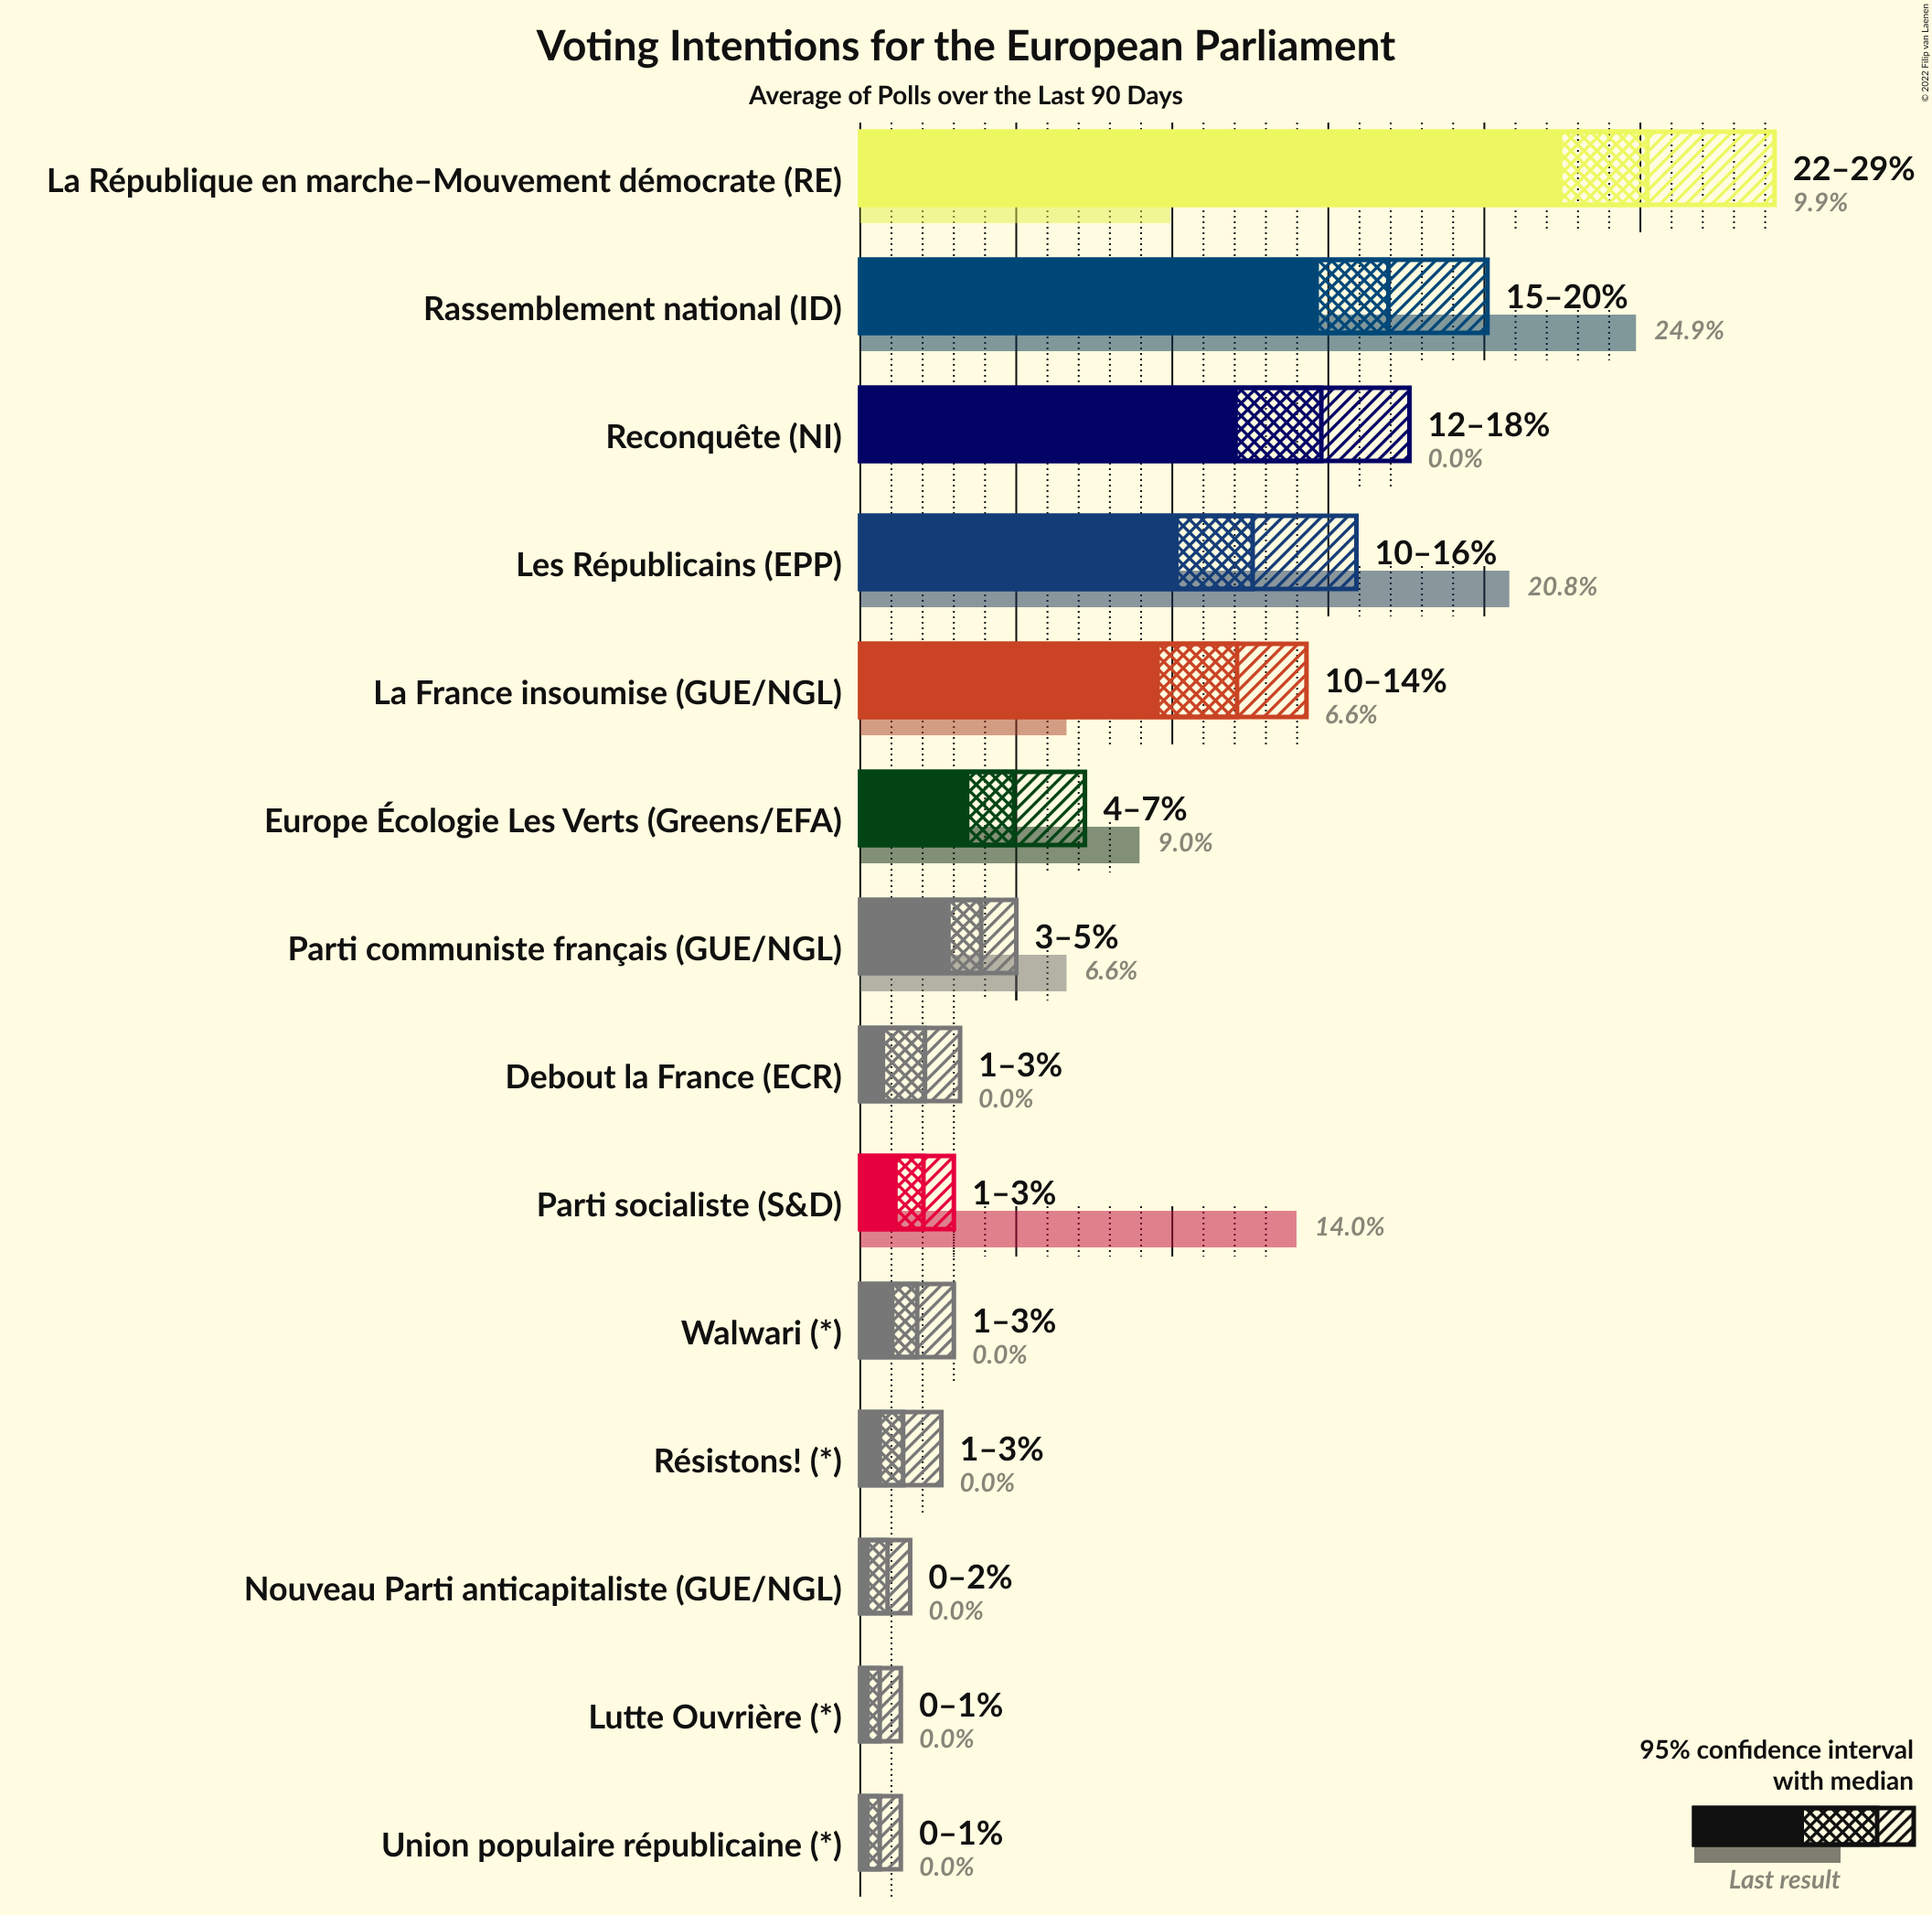 Voting Intentions for the European Parliament
Average of Polls over the Last 90 Days
© 2022 Filip van Laenen
La République en marche–Mouvement démocrate (RE)
22–29%
9.9%
Rassemblement national (ID)
15–20%
24.9%
Reconquête (NI)
12–18%
0.0%
Les Républicains (EPP)
10–16%
20.8%
La France insoumise (GUE/NGL)
10–14%
6.6%
Europe Écologie Les Verts (Greens/EFA)
4–7%
9.0%
Parti communiste français (GUE/NGL)
3–5%
6.6%
Debout la France (ECR)
1–3%
0.0%
Parti socialiste (S&D)
1–3%
14.0%
Walwari (*)
1–3%
0.0%
Résistons! (*)
1–3%
0.0%
Nouveau Parti anticapitaliste (GUE/NGL)
0–2%
0.0%
Lutte Ouvrière (*)
0–1%
0.0%
Union populaire républicaine (*)
0–1%
0.0%
95% confidence interval
with median
Last result